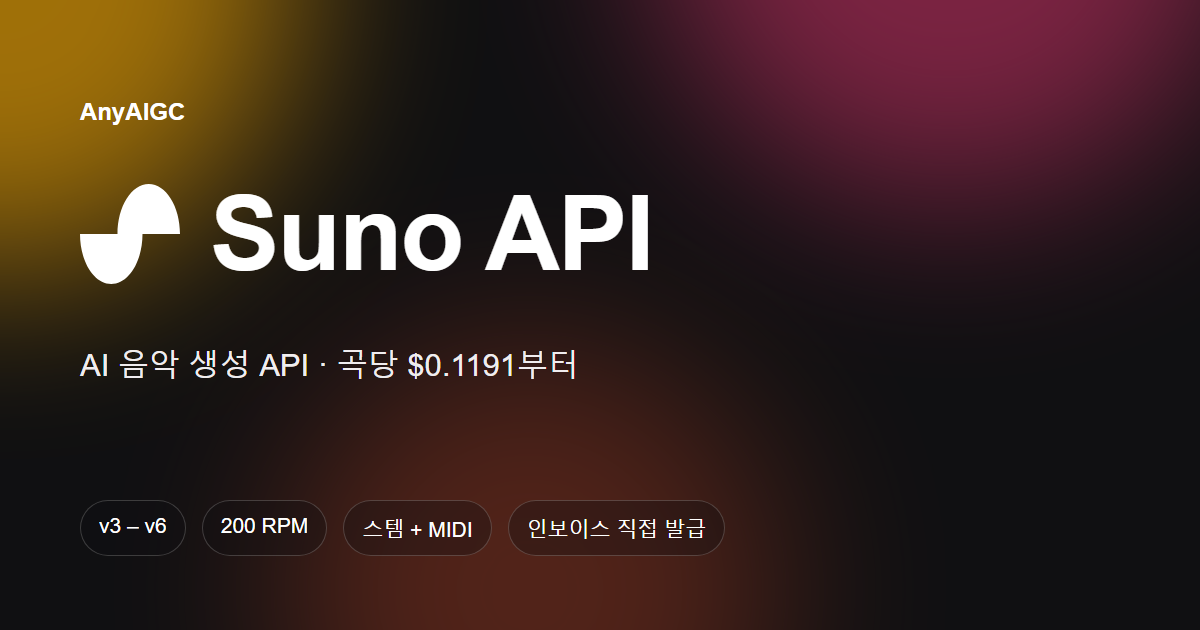 AnyAIGC
Suno API
AI 음악 생성 API · 곡당 $0.1191부터
v3 – v6
200 RPM
스템 + MIDI
인보이스 직접 발급